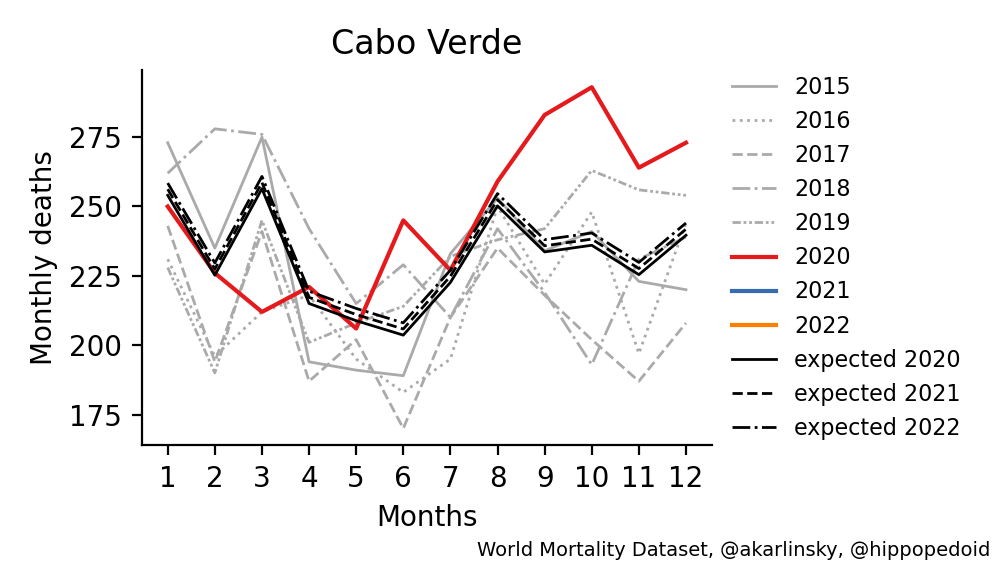 Cabo Verde
Monthly deaths
275
250
225
200
175
1 2 3 4 5 6 7 8 9 10 11 12
Months
2015
2016
2017
2018
2019
2020
2021
2022
expected 2020
expected 2021
expected 2022
World Mortality Dataset, @akarlinsky, @hippopedoid